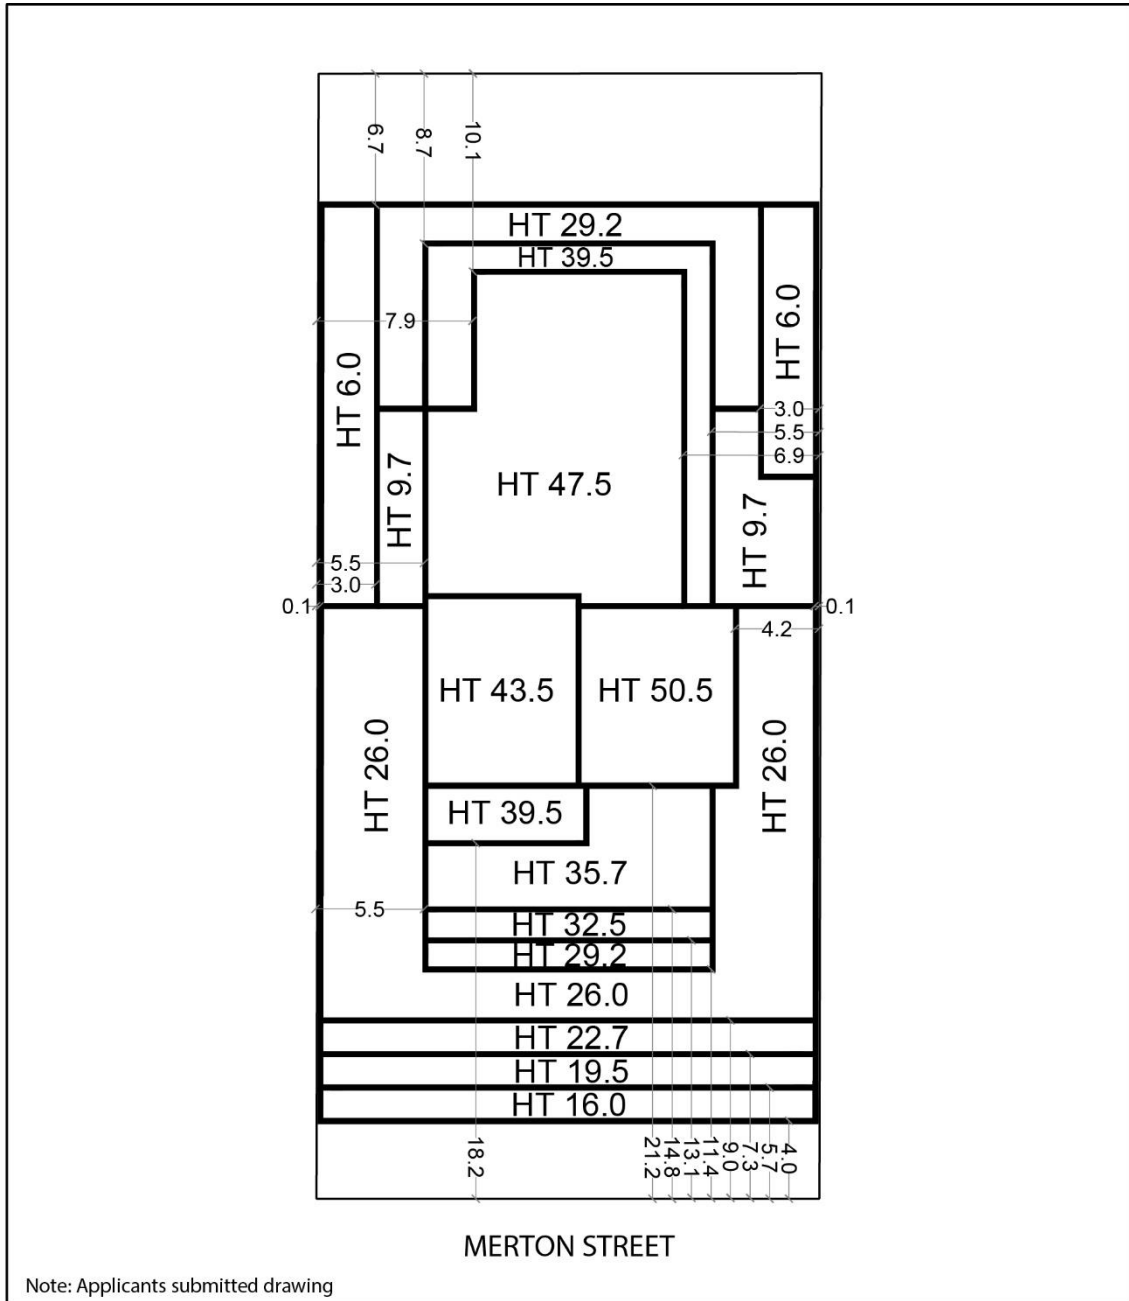 6.7
8.7
10.1
HT 29.2
HT 39.5
7.9
HT 6.0
HT 6.0
3.0
5.5
6.9
HT 9.7
HT 47.5
HT 9.7
5.5
3.0
0.1
0.1
4.2
HT 43.5
HT 50.5
HT 26.0
HT 26.0
HT 39.5
HT 35.7
5.5
HT 32.5
HT 29.2
HT 26.0
HT 22.7
HT 19.5
HT 16.0
18.2
21.2
14.8
13.1
11.4
9.0
7.3
5.7
4.0
MERTON STREET
Note: Applicants submitted drawing